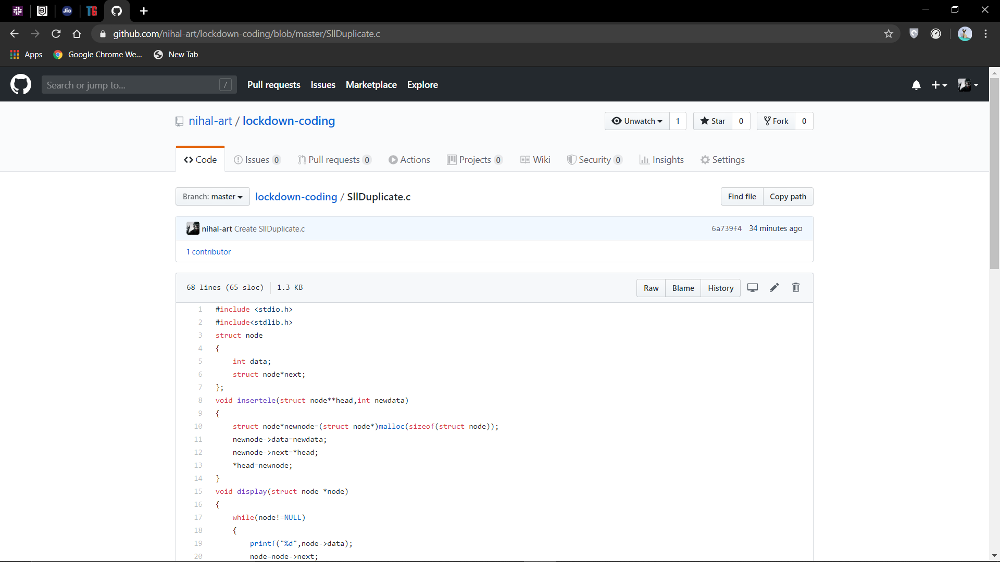 Jio
TG
github.com/nihal-art/lockdown-coding/blob/master/SllDuplicate.c
Apps
Google Chrome We...
New Tab
Search or jump to...
/
Pull requests
Issues
Marketplace
Explore
nihal-art / lockdown-coding
Unwatch
1
Star
0
Fork
0
Code
Issues 0
Pull requests 0
Actions
Projects 0
Wiki
Security 0
Insights
Settings
Branch: master
lockdown-coding / SllDuplicate.c
Find file
Copy path
nihal-art Create SllDuplicate.c
6a739f4 34 minutes ago
1 contributor
68 lines (65 sloc) 1.3 KB
Raw
Blame
History
1 #include <stdio.h>
2 #include<stdlib.h>
3 struct node
4 {
5 int data;
6 struct node*next;
7 };
8 void insertele(struct node**head,int newdata)
9 {
10 struct node*newnode=(struct node*)malloc(sizeof(struct node));
11 newnode->data=newdata;
12 newnode->next=*head;
13 *head=newnode;
14 }
15 void display(struct node *node)
16 {
17 while(node!=NULL)
18 {
19 printf("%d",node->data);
20 node=node->next;